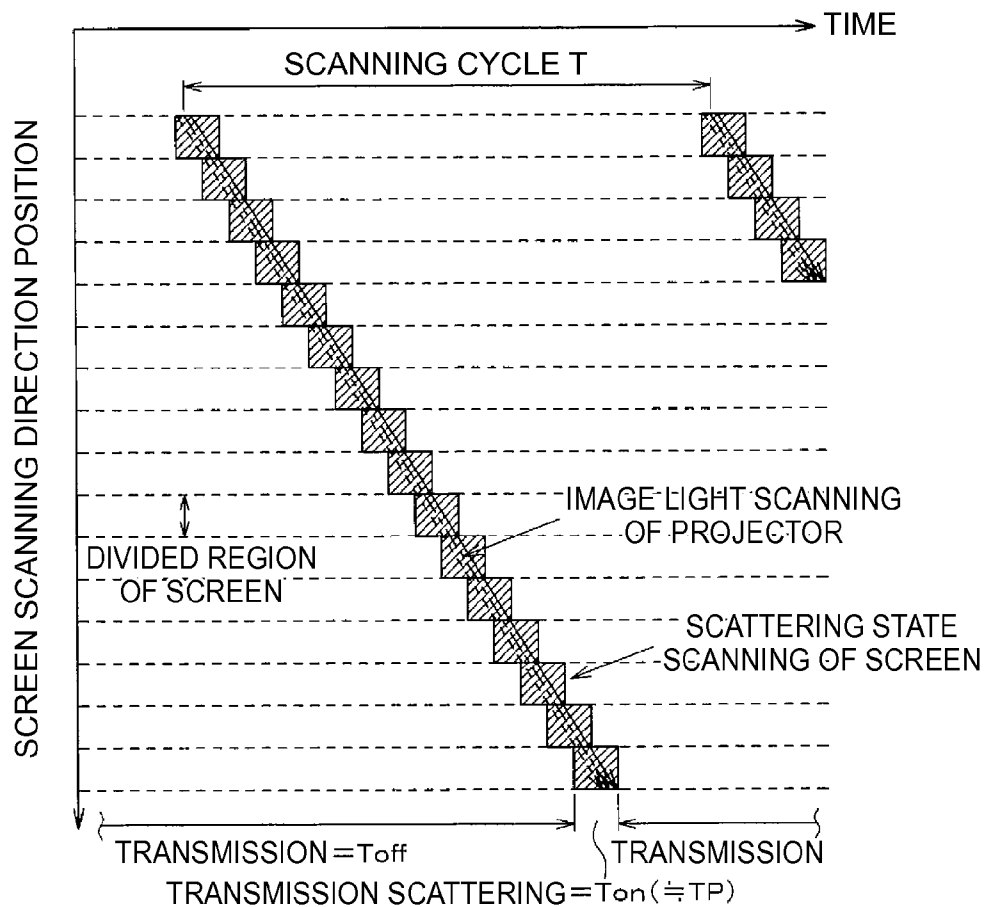 TIME
SCANNING CYCLE T
SCREEN SCANNING DIRECTION POSITION
IMAGE LIGHT SCANNING
OF PROJECTOR
DIVIDED REGION
OF SCREEN
SCATTERING STATE
SCANNING OF SCREEN
TRANSMISSION=Toff
TRANSMISSION
TRANSMISSION SCATTERING=Ton(≒TP)